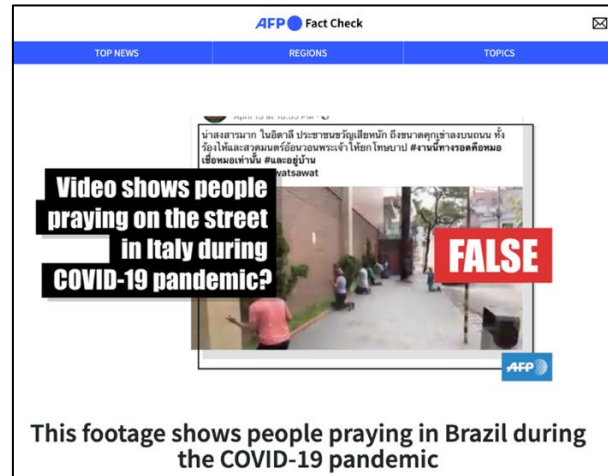 AFP Fact Check
TOP NEWS REGIONS TOPICS
น่าสงสารมาก ในอิตาลี ประชาชนขวัญเสียหนัก ถึงขนาดคุกเข่าลงบนถนน ทั้ง
ร้องไห้และสวดมนตร์อ้อนวอนพระเจ้าให้ยกโทษบาป #งานนี้ทางรอดคือหมอ
เชื่อหมอเท่านั้น #และอยู่บ้าน
watsawat
Video shows people
praying on the street
in Italy during
COVID-19 pandemic?
FALSE
AFP
This footage shows people praying in Brazil during
the COVID-19 pandemic